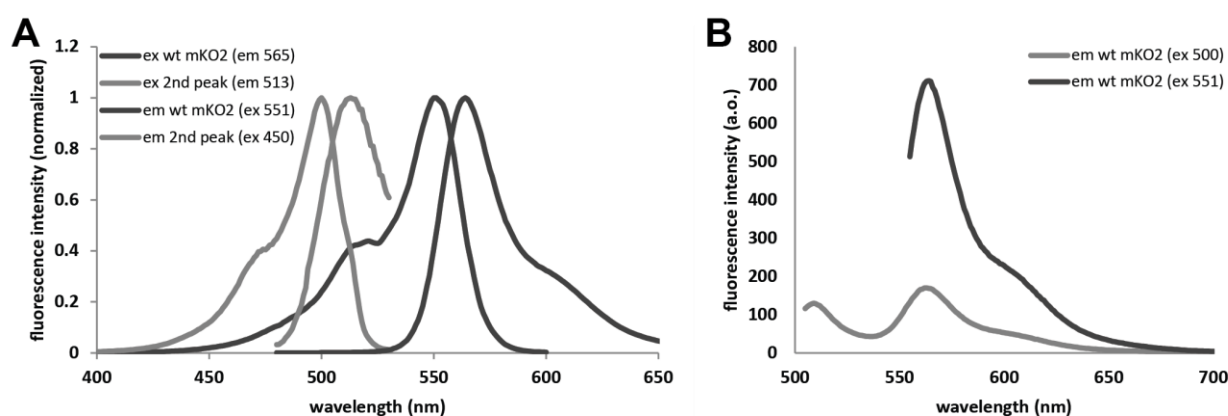 A
fluorescence intensity (normalized)
1.2
1
0.8
0.6
0.4
0.2
0
ex wt mKO2 (em 565)
ex 2nd peak (em 513)
em wt mKO2 (ex 551)
em 2nd peak (ex 450)
400 450 500 550 600 650
wavelength (nm)
B
fluorescence intensity (a.o.)
800
700
600
500
400
300
200
100
0
em wt mKO2 (ex 500)
em wt mKO2 (ex 551)
500 550 600 650 700
wavelength (nm)